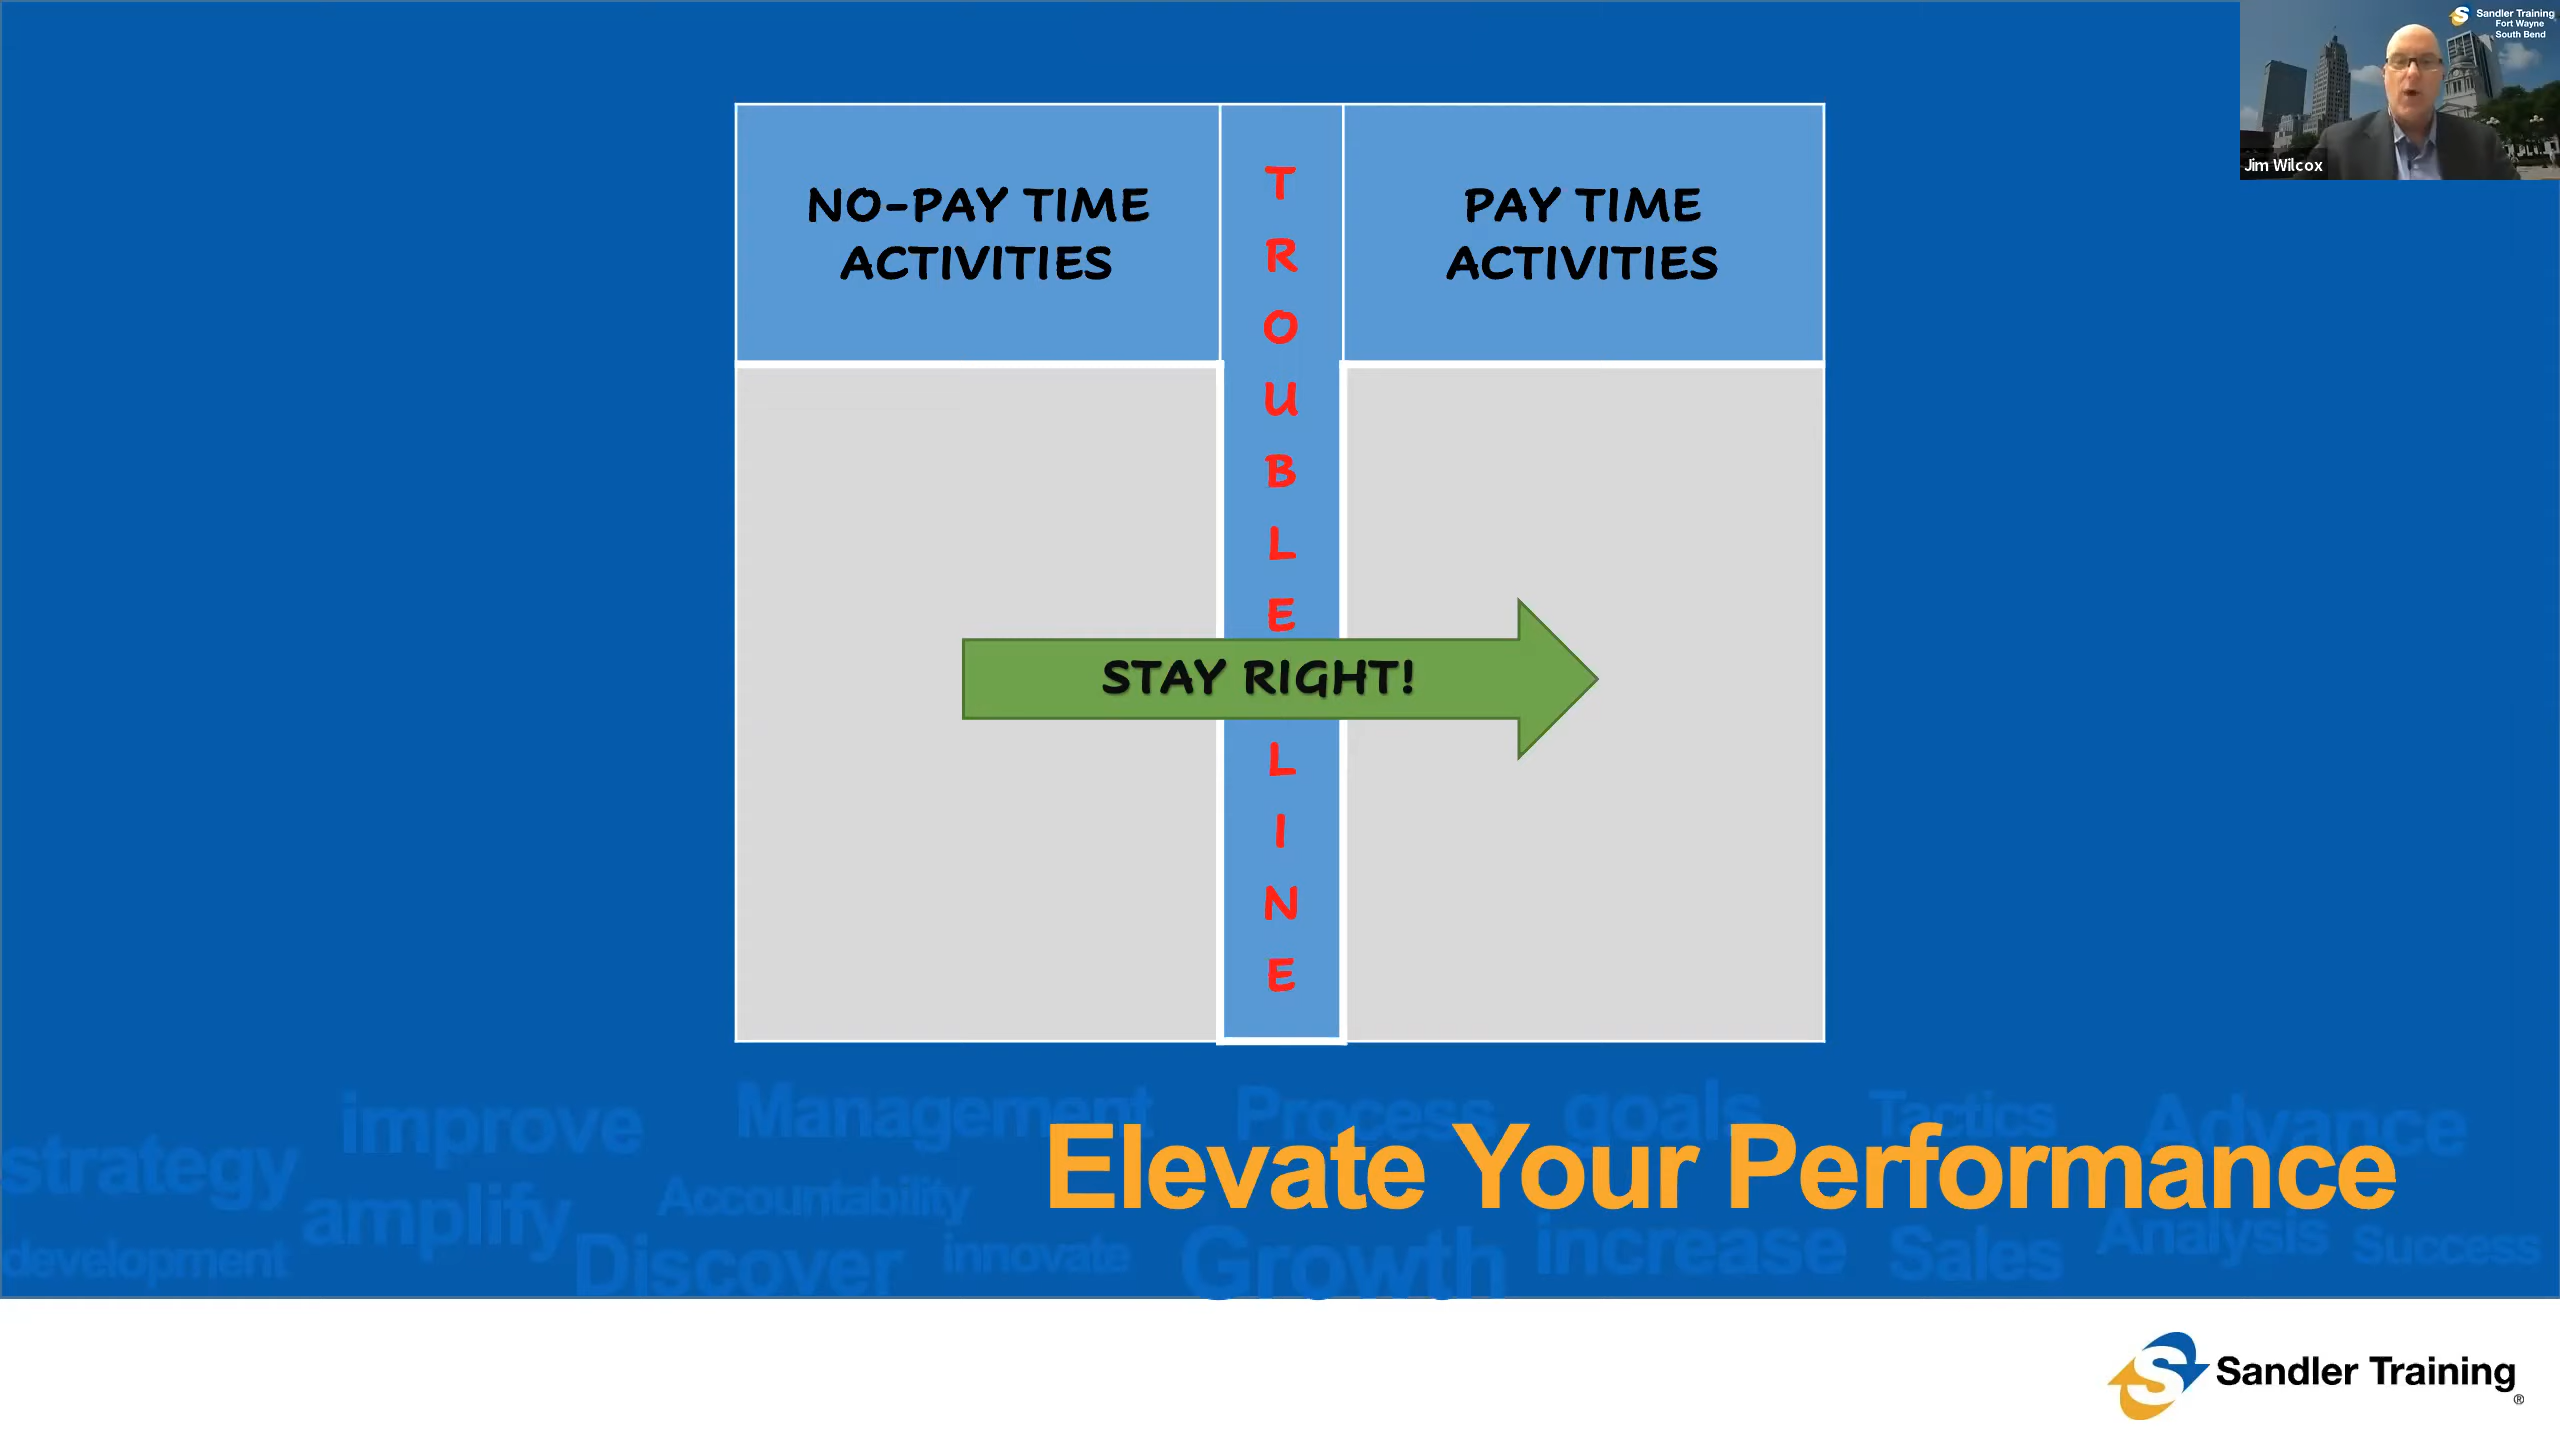 Sandler Training
Fort Wayne
South Bend
Jim Wilcox
NO-PAY TIME
ACTIVITIES
T
R
O
U
B
L
E
L
I
N
E
PAY TIME
ACTIVITIES
STAY RIGHT!
improve
Management
Process
goals
Tactics
Advance
strategy
Elevate Your Performance
amplify
Accountability
development
Discover
innovate
Growth
increase
Sales
Analysis
Success
S
Sandler Training
®